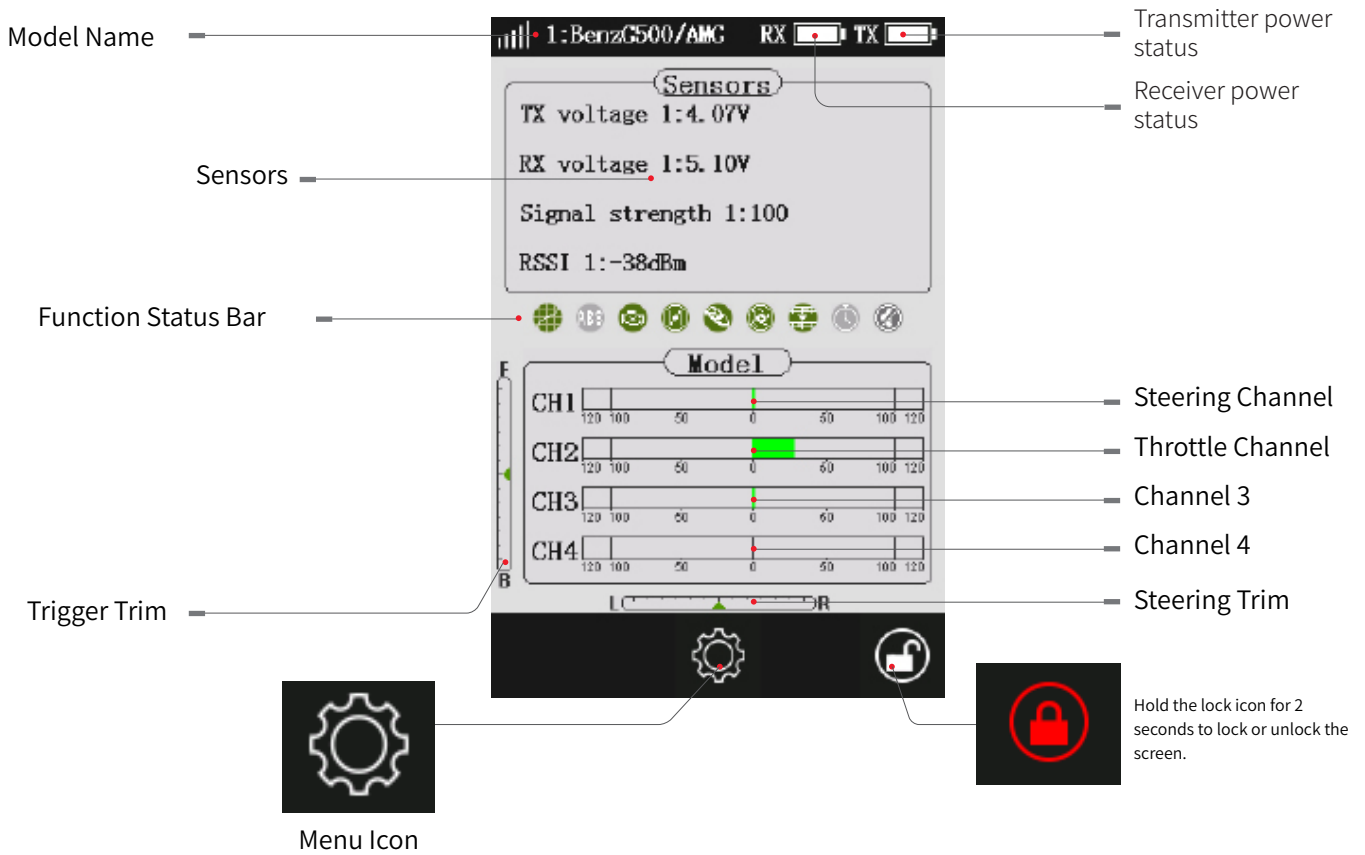 Model Name
1:BenzG500/AMG RX TX
Transmitter power
status
Receiver power
status
Sensors
TX voltage 1:4.07V
RX voltage 1:5.10V
Signal strength 1:100
RSSI 1:-38dBm
Sensors
Function Status Bar
Model
F
B
CH1
120 100 50 0 50 100 120
CH2
120 100 50 0 50 100 120
CH3
120 100 50 0 50 100 120
CH4
120 100 50 0 50 100 120
Steering Channel
Throttle Channel
Channel 3
Channel 4
L R
Steering Trim
Trigger Trim
Hold the lock icon for 2
seconds to lock or unlock the
screen.
Menu Icon